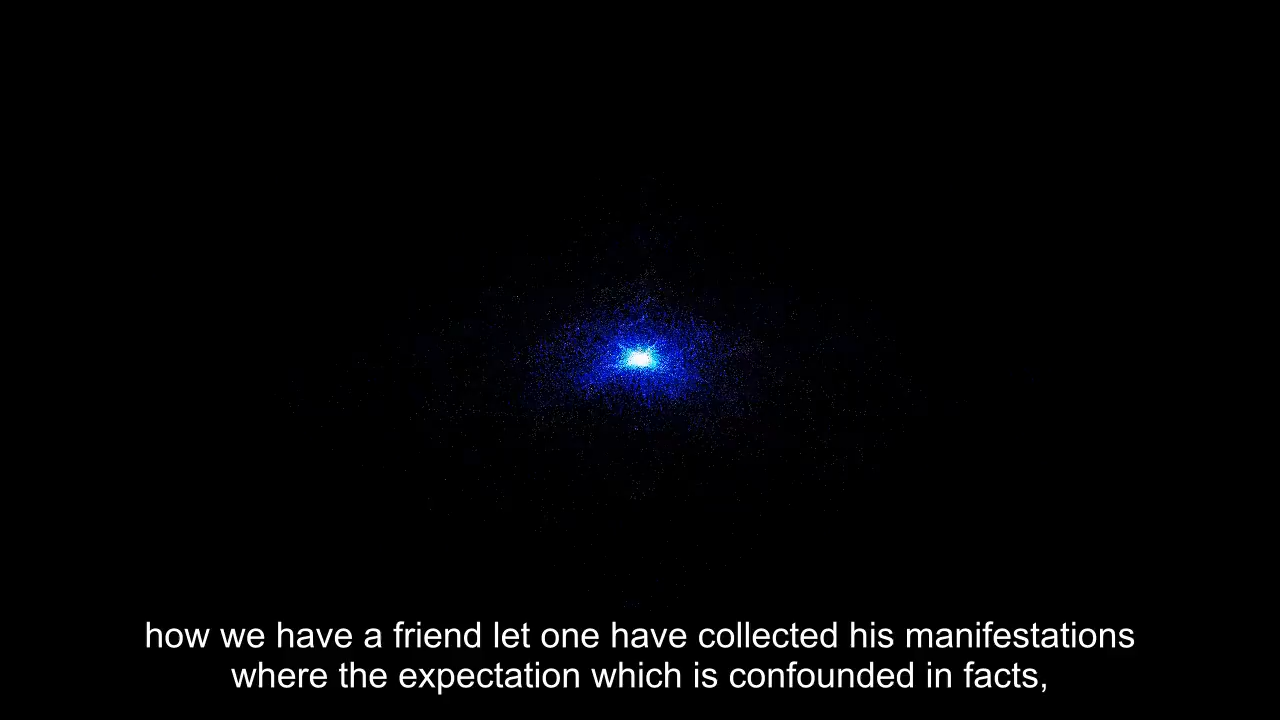 how we have a friend let one have collected his manifestations
where the expectation which is confounded in facts,